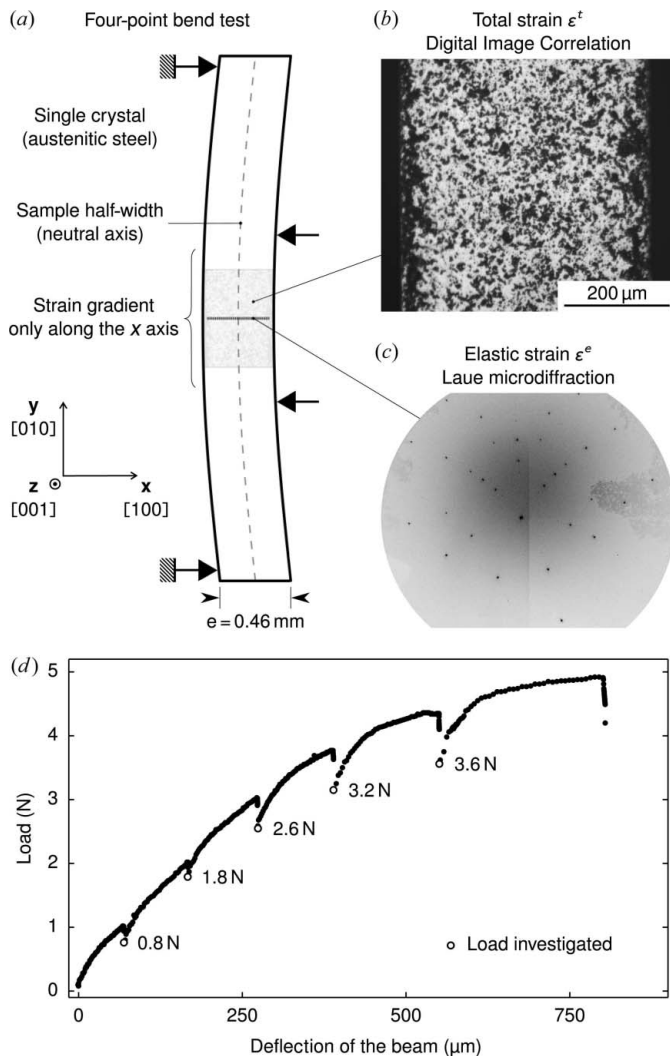 (a) Four-point bend test
Single crystal
(austenitic steel)
Sample half-width
(neutral axis)
Strain gradient
only along the x axis
y
[010]
z
[001]
x
[100]
e = 0.46 mm
(b) Total strain εᵗ
Digital Image Correlation
200 µm
(c) Elastic strain εᵉ
Laue microdiffraction
(d)
5
4
3
2
1
0
Load (N)
0.8 N
1.8 N
2.6 N
3.2 N
3.6 N
Load investigated
0 250 500 750
Deflection of the beam (µm)